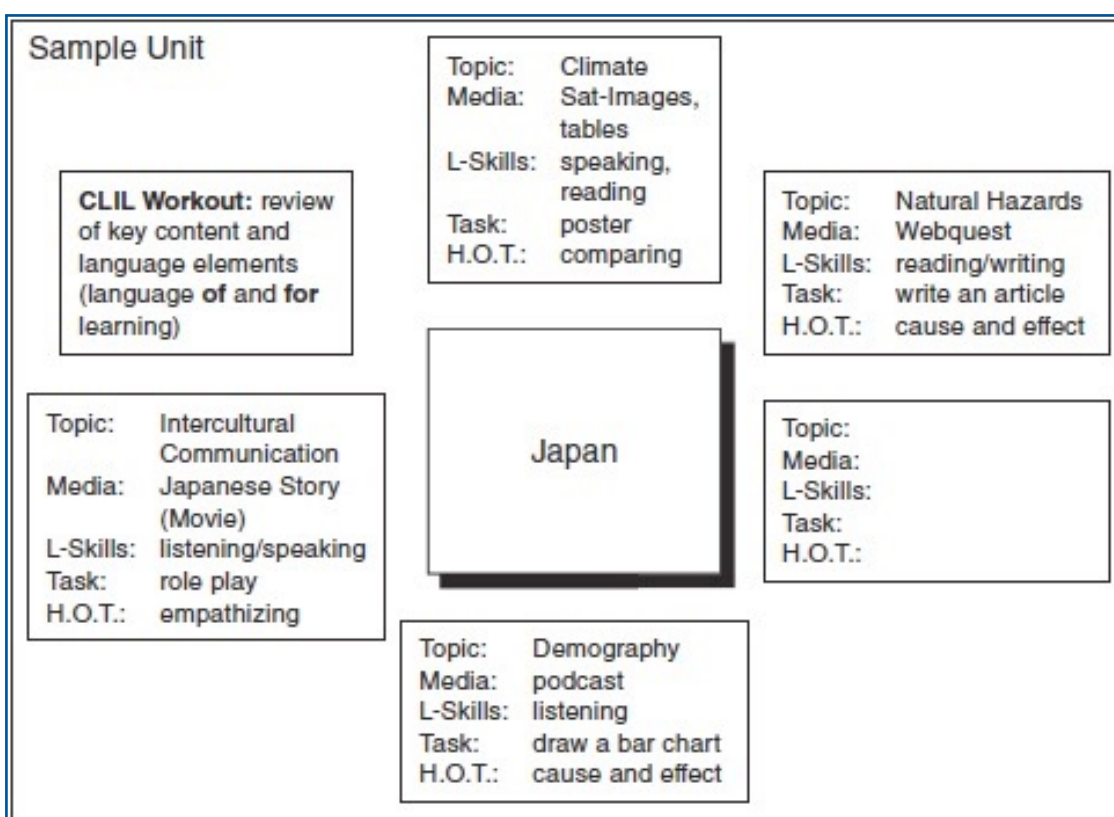 Sample Unit
Topic: Climate
Media: Sat-Images,
tables
L-Skills: speaking,
reading
Task: poster
H.O.T.: comparing
CLIL Workout: review
of key content and
language elements
(language of and for
learning)
Topic: Natural Hazards
Media: Webquest
L-Skills: reading/writing
Task: write an article
H.O.T.: cause and effect
Japan
Topic: Intercultural
Communication
Media: Japanese Story
(Movie)
L-Skills: listening/speaking
Task: role play
H.O.T.: empathizing
Topic:
Media:
L-Skills:
Task:
H.O.T.:
Topic: Demography
Media: podcast
L-Skills: listening
Task: draw a bar chart
H.O.T.: cause and effect